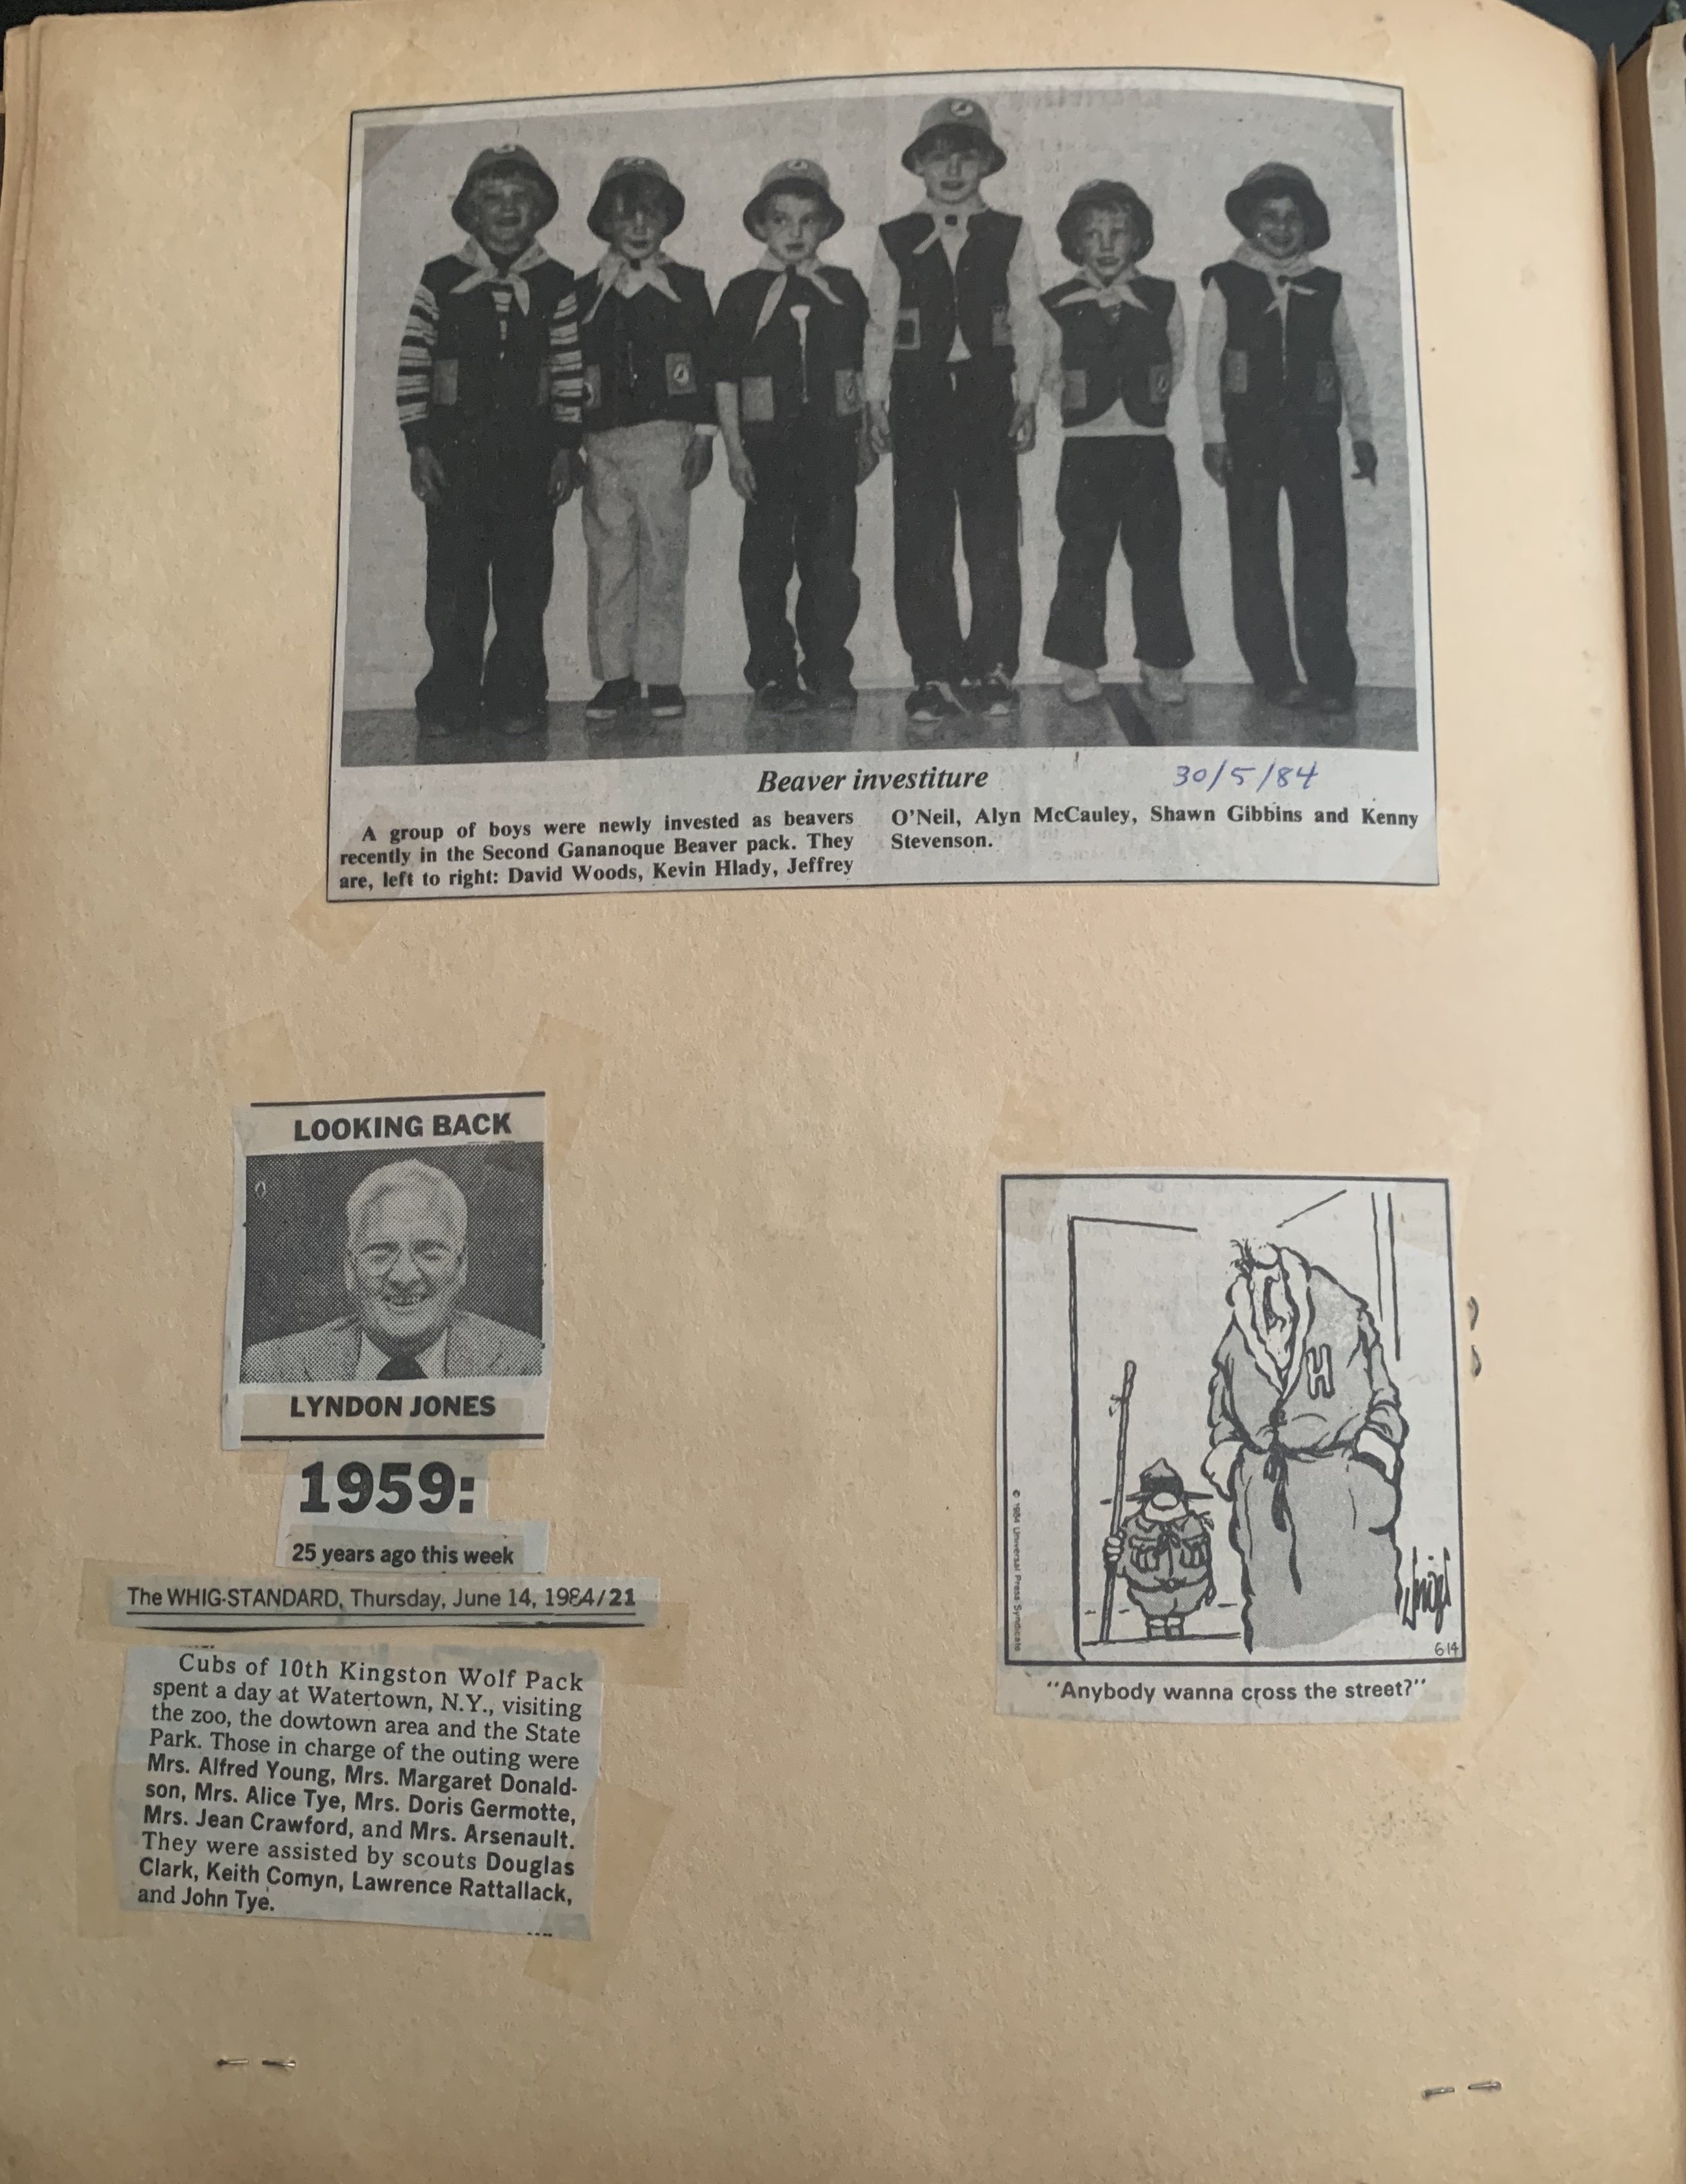 Beaver investiture
30/5/84
A group of boys were newly invested as beavers
recently in the Second Gananoque Beaver pack. They
are, left to right: David Woods, Kevin Hlady, Jeffrey
O'Neil, Alyn McCauley, Shawn Gibbins and Kenny
Stevenson.
LOOKING BACK
LYNDON JONES
1959:
25 years ago this week
The WHIG-STANDARD, Thursday, June 14, 1984/21
Cubs of 10th Kingston Wolf Pack
spent a day at Watertown, N.Y., visiting
the zoo, the dowtown area and the State
Park. Those in charge of the outing were
Mrs. Alfred Young, Mrs. Margaret Donald-
son, Mrs. Alice Tye, Mrs. Doris Germotte,
Mrs. Jean Crawford, and Mrs. Arsenault.
They were assisted by scouts Douglas
Clark, Keith Comyn, Lawrence Rattallack,
and John Tye.
H
© 1984 Universal Press Syndicate
6-14
"Anybody wanna cross the street?"